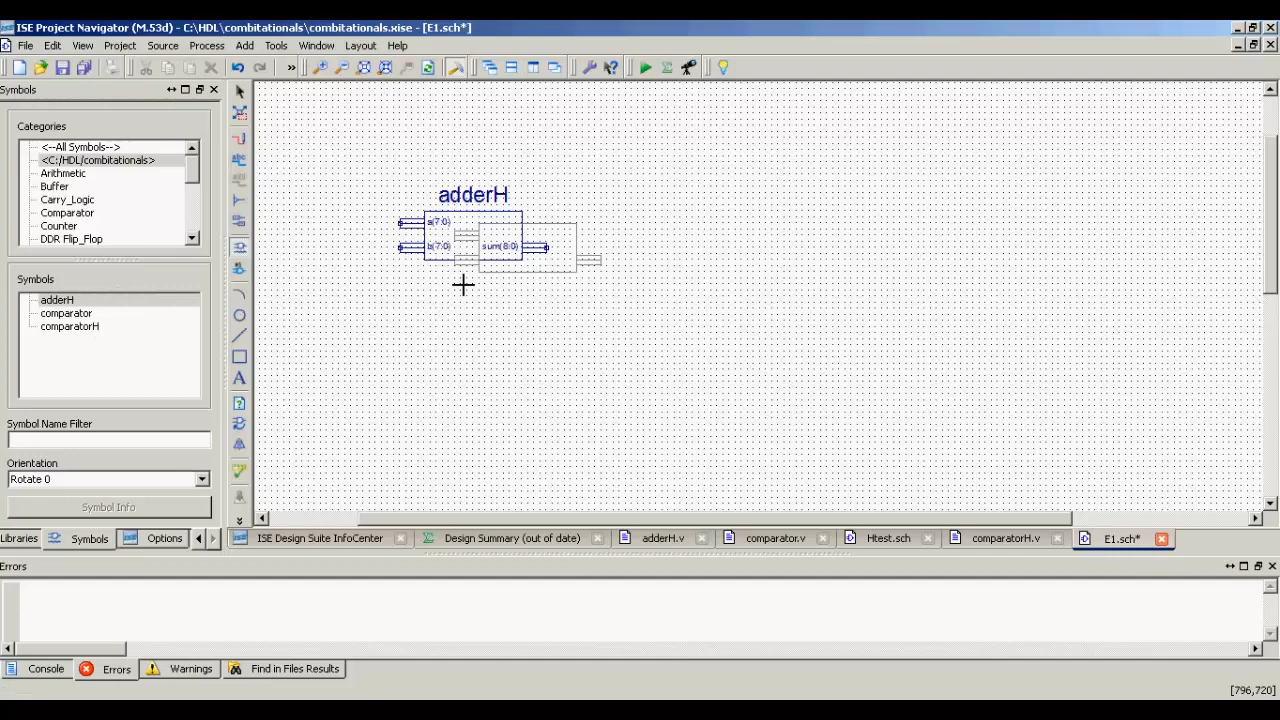 ISE Project Navigator (M.53d) - C:\HDL\combitationals\combitationals.xise - [E1.sch*]
File Edit View Project Source Process Add Tools Window Layout Help
»
Symbols
Categories
<--All Symbols-->
<C:/HDL/combitationals>
Arithmetic
Buffer
Carry_Logic
Comparator
Counter
DDR Flip_Flop
Symbols
adderH
comparator
comparatorH
Symbol Name Filter
Orientation
Rotate 0
Symbol Info
adderH
a(7:0)
b(7:0) sum(8:0)
Libraries Symbols Options
ISE Design Suite InfoCenter Design Summary (out of date) adderH.v comparator.v Htest.sch comparatorH.v E1.sch*
Errors
Console Errors Warnings Find in Files Results
[796,720]